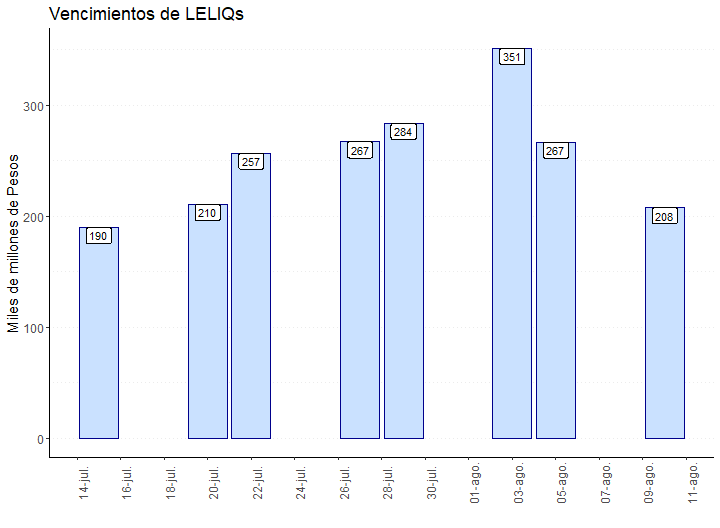 Vencimientos de LELIQs
Miles de millones de Pesos
300
200
100
0
190
210
257
267
284
351
267
208
14-jul.
16-jul.
18-jul.
20-jul.
22-jul.
24-jul.
26-jul.
28-jul.
30-jul.
01-ago.
03-ago.
05-ago.
07-ago.
09-ago.
11-ago.